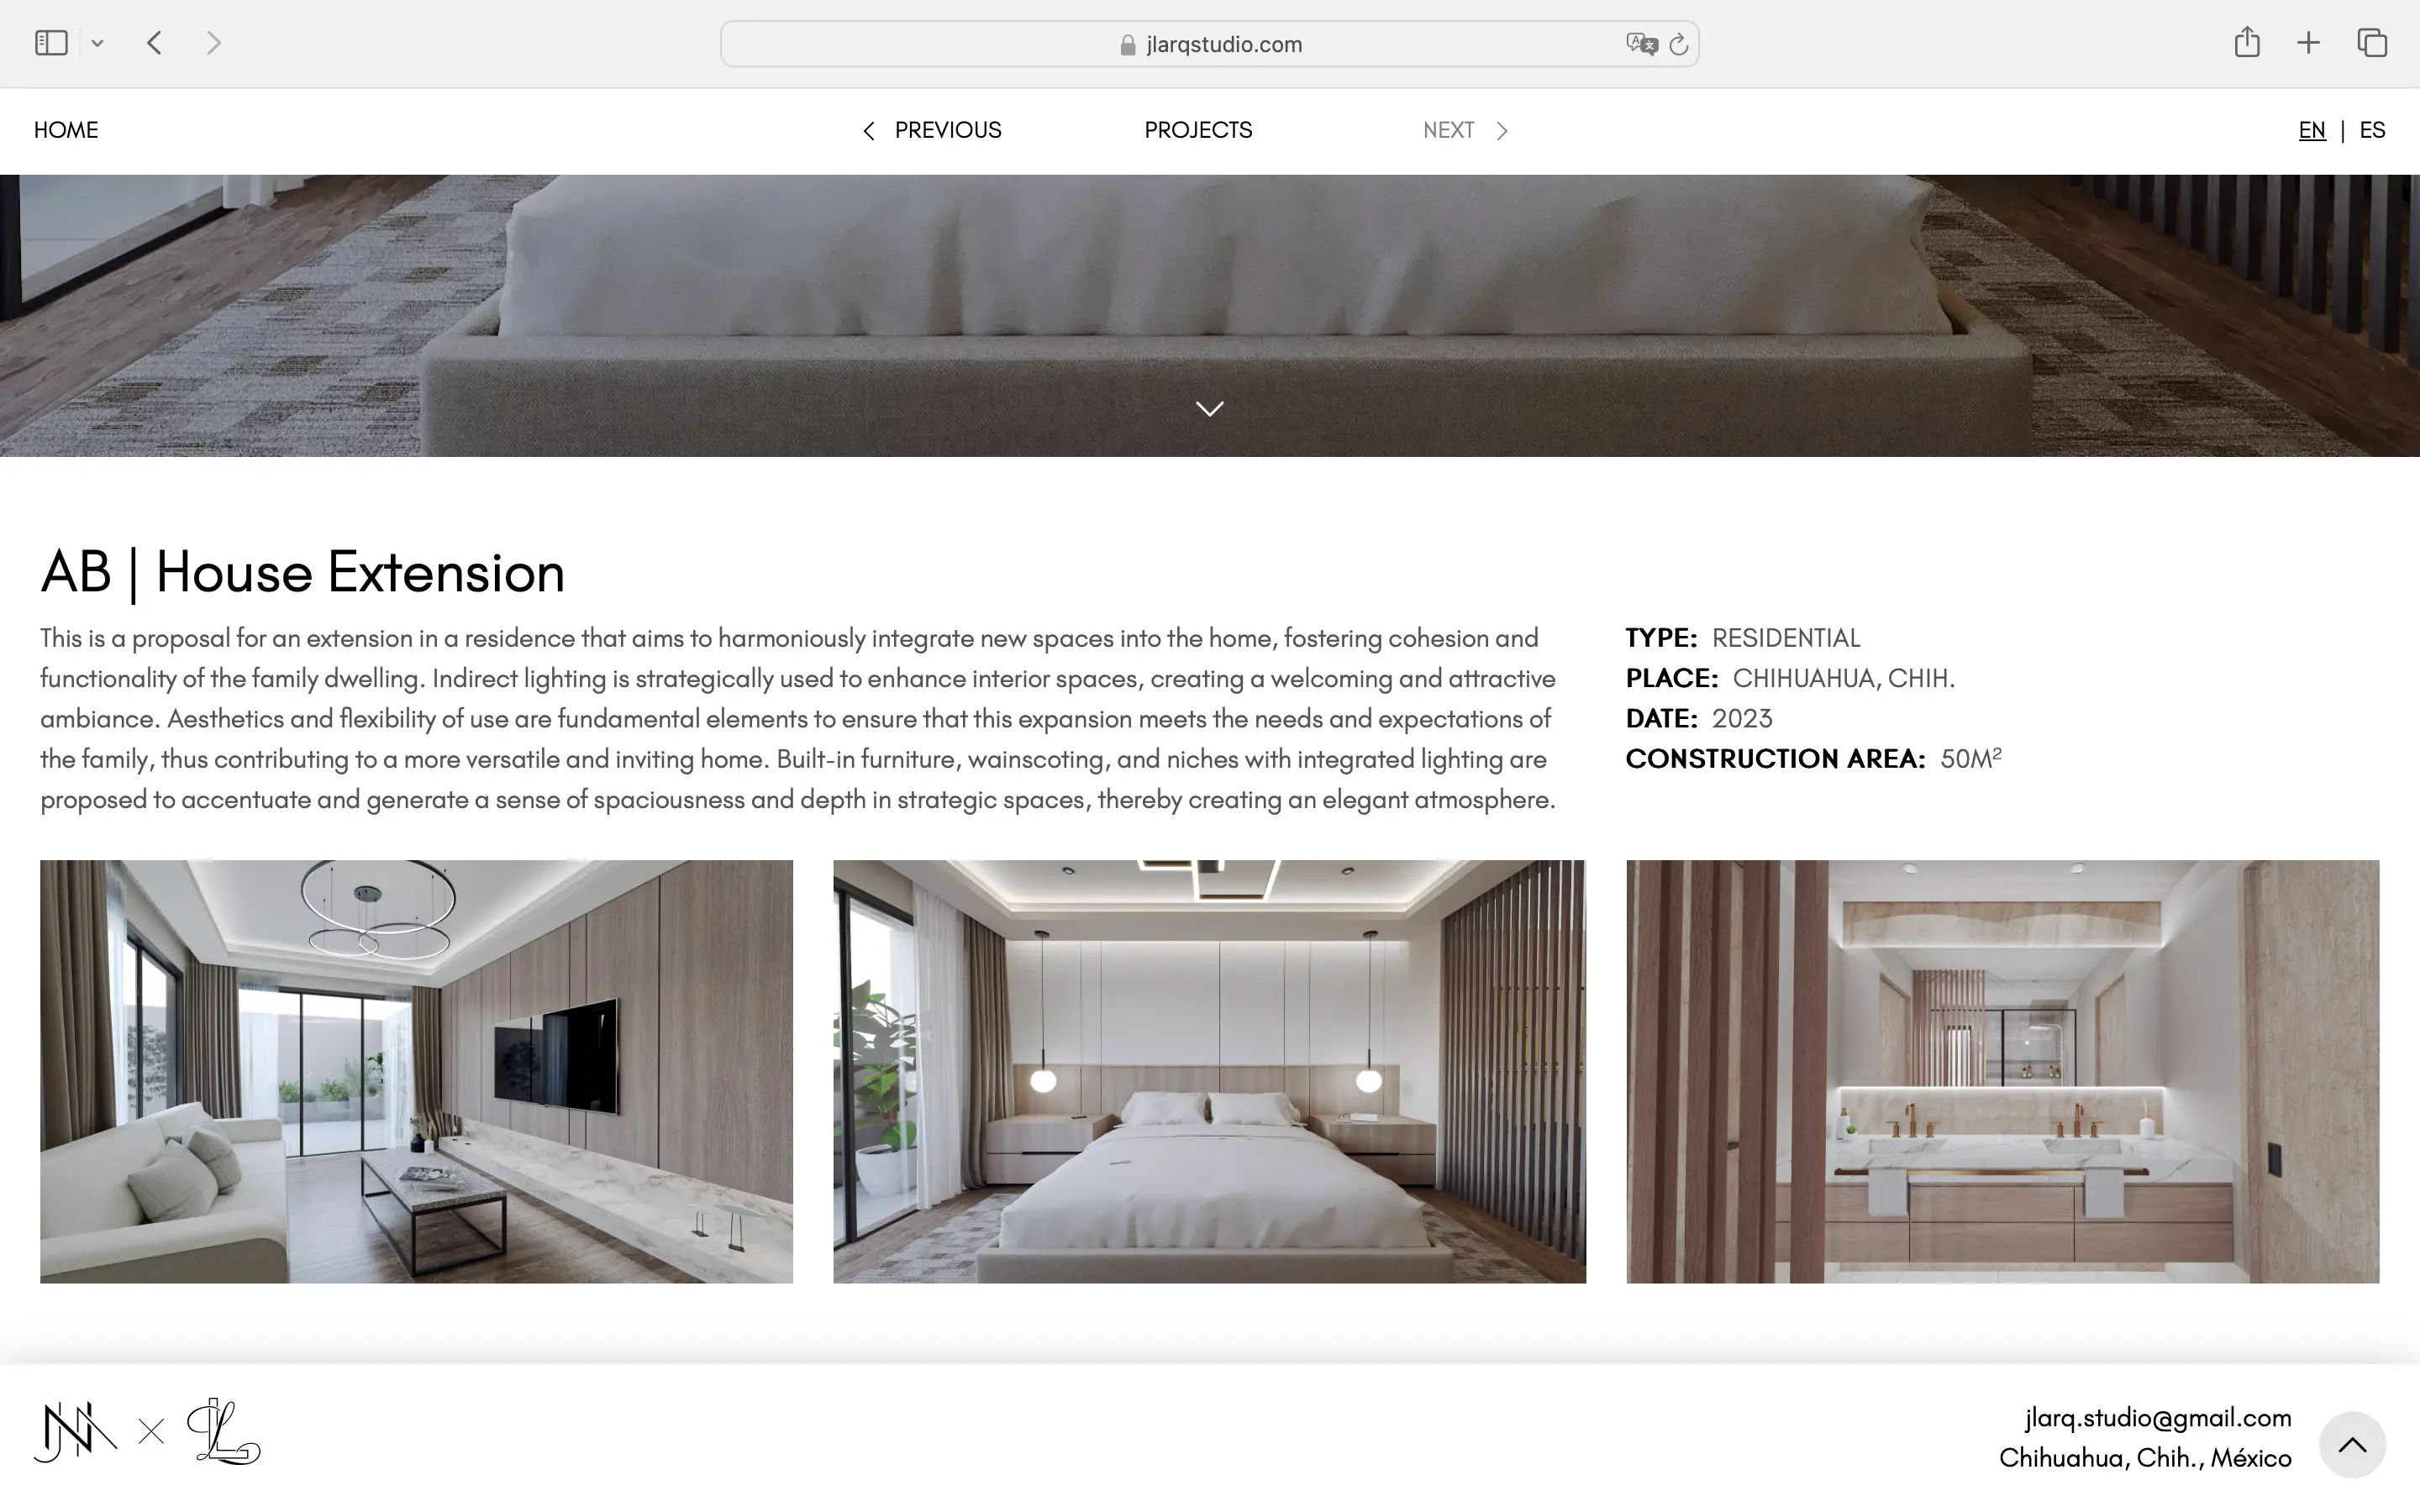 jlarqstudio.com
HOME
PREVIOUS
PROJECTS
NEXT
EN | ES
AB | House Extension
This is a proposal for an extension in a residence that aims to harmoniously integrate new spaces into the home, fostering cohesion and
functionality of the family dwelling. Indirect lighting is strategically used to enhance interior spaces, creating a welcoming and attractive
ambiance. Aesthetics and flexibility of use are fundamental elements to ensure that this expansion meets the needs and expectations of
the family, thus contributing to a more versatile and inviting home. Built-in furniture, wainscoting, and niches with integrated lighting are
proposed to accentuate and generate a sense of spaciousness and depth in strategic spaces, thereby creating an elegant atmosphere.
TYPE: RESIDENTIAL
PLACE: CHIHUAHUA, CHIH.
DATE: 2023
CONSTRUCTION AREA: 50M²
jlarq.studio@gmail.com
Chihuahua, Chih., México